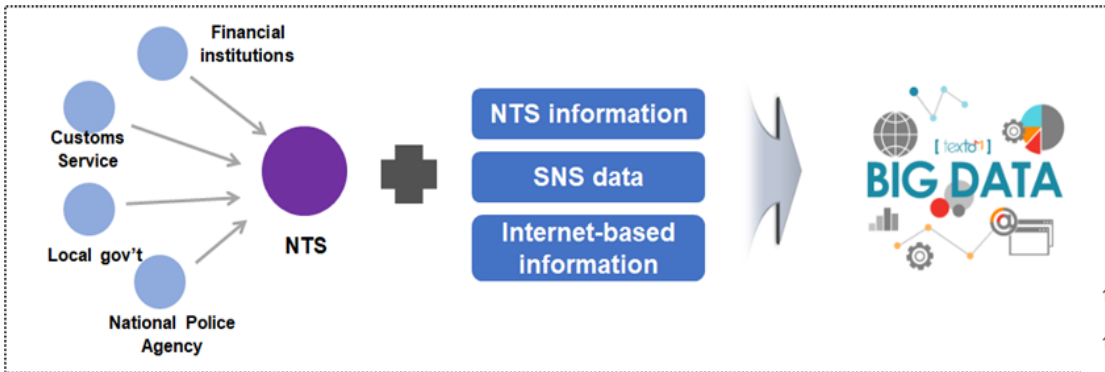 Financial
institutions
Customs
Service
Local gov't
National Police
Agency
NTS
NTS information
SNS data
Internet-based
information
[textom]
BIG DATA